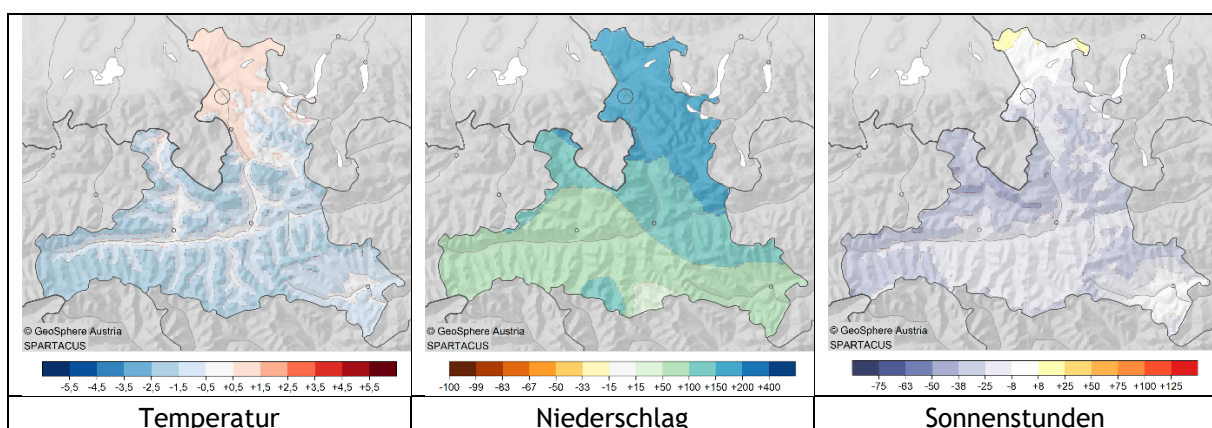 © GeoSphere Austria
SPARTACUS
-5,5 -4,5 -3,5 -2,5 -1,5 -0,5 +0,5 +1,5 +2,5 +3,5 +4,5 +5,5
Temperatur
© GeoSphere Austria
SPARTACUS
-100 -99 -83 -67 -50 -33 -15 +15 +50 +100 +150 +200 +400
Niederschlag
© GeoSphere Austria
SPARTACUS
-75 -63 -50 -38 -25 -8 +8 +25 +50 +75 +100 +125
Sonnenstunden